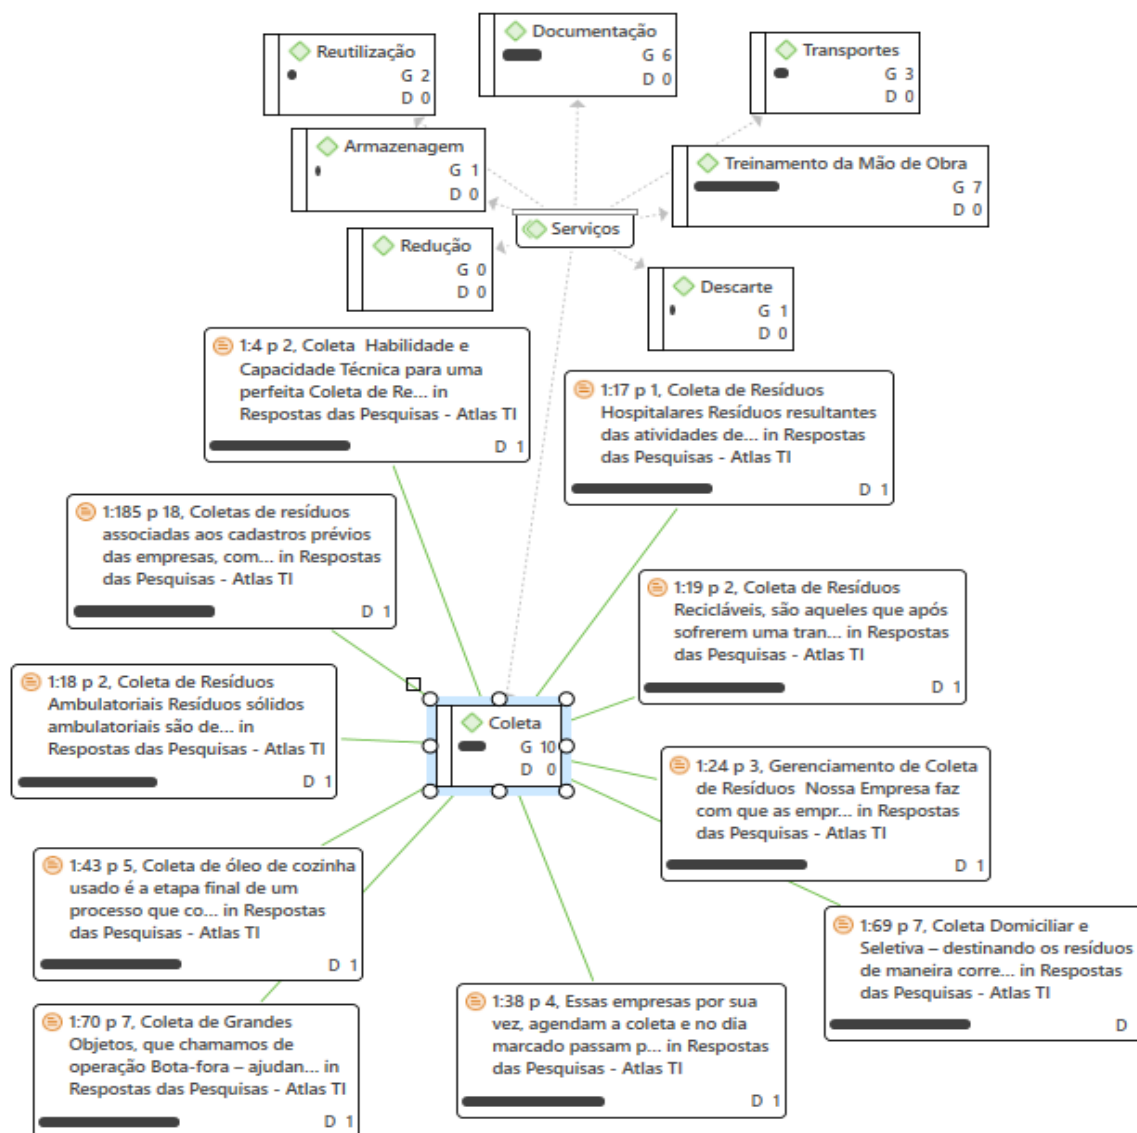 Reutilização
G 2
D 0
Documentação
G 6
D 0
Transportes
G 3
D 0
Armazenagem
G 1
D 0
Treinamento da Mão de Obra
G 7
D 0
Serviços
Redução
G 0
D 0
Descarte
G 1
D 0
1:4 p 2, Coleta Habilidade e
Capacidade Técnica para uma
perfeita Coleta de Re... in
Respostas das Pesquisas - Atlas TI
D 1
1:17 p 1, Coleta de Resíduos
Hospitalares Resíduos resultantes
das atividades de... in Respostas
das Pesquisas - Atlas TI
D 1
1:185 p 18, Coletas de resíduos
associadas aos cadastros prévios
das empresas, com... in Respostas
das Pesquisas - Atlas TI
D 1
1:19 p 2, Coleta de Resíduos
Recicláveis, são aqueles que após
sofrerem uma tran... in Respostas
das Pesquisas - Atlas TI
D 1
1:18 p 2, Coleta de Resíduos
Ambulatoriais Resíduos sólidos
ambulatoriais são de... in
Respostas das Pesquisas - Atlas TI
D 1
Coleta
G 10
D 0
1:24 p 3, Gerenciamento de Coleta
de Resíduos Nossa Empresa faz
com que as empr... in Respostas
das Pesquisas - Atlas TI
D 1
1:43 p 5, Coleta de óleo de cozinha
usado é a etapa final de um
processo que co... in Respostas
das Pesquisas - Atlas TI
D 1
1:69 p 7, Coleta Domiciliar e
Seletiva – destinando os resíduos
de maneira corre... in Respostas
das Pesquisas - Atlas TI
D
1:38 p 4, Essas empresas por sua
vez, agendam a coleta e no dia
marcado passam p... in Respostas
das Pesquisas - Atlas TI
D 1
1:70 p 7, Coleta de Grandes
Objetos, que chamamos de
operação Bota-fora – ajudan... in
Respostas das Pesquisas - Atlas TI
D 1